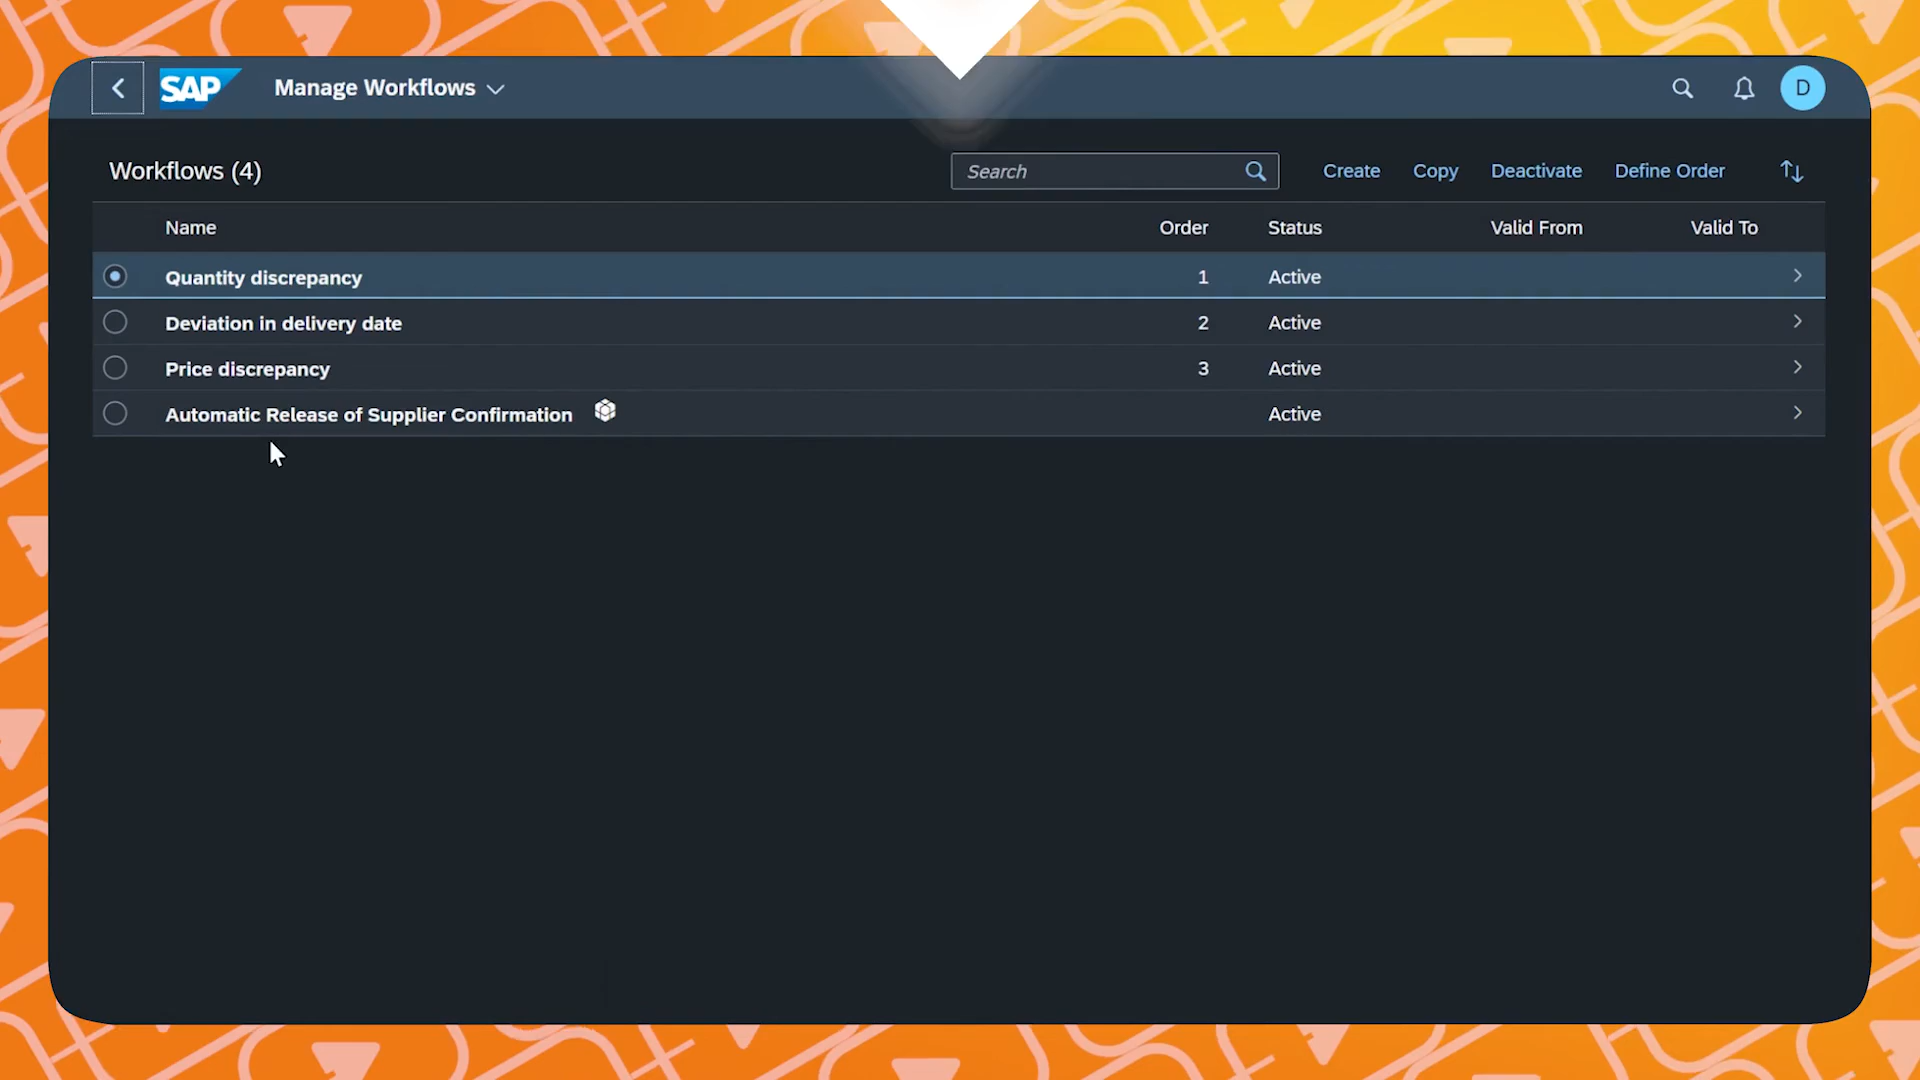 SAP Manage Workflows D
Workflows (4) Search Create Copy Deactivate Define Order
Name Order Status Valid From Valid To
Quantity discrepancy 1 Active
Deviation in delivery date 2 Active
Price discrepancy 3 Active
Automatic Release of Supplier Confirmation Active